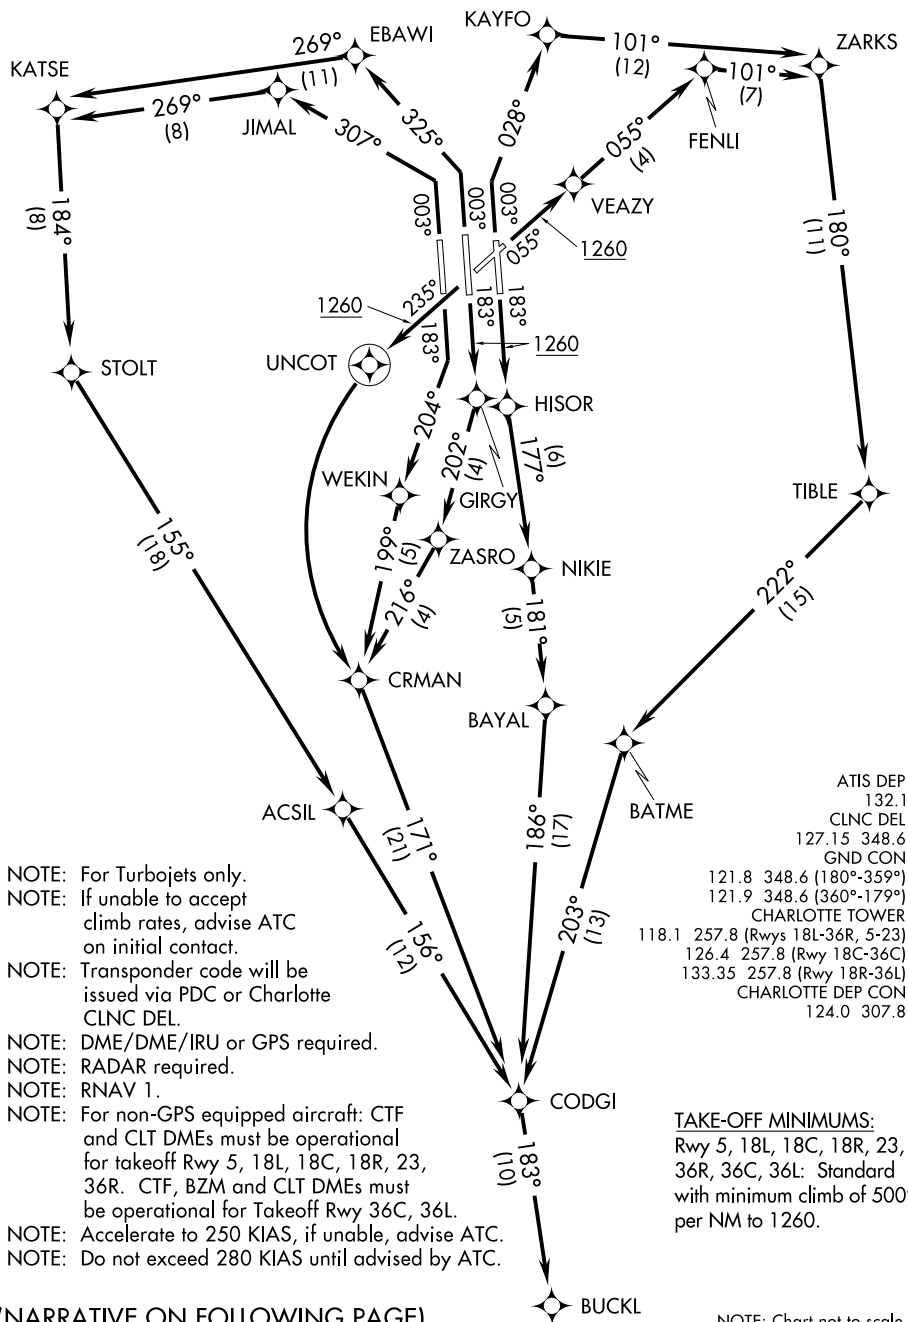 KAYFO
EBAWI
ZARKS
KATSE
269°
(11)
101°
(12)
101°
(7)
269°
(8)
JIMAL
307°
325°
028°
055°
(4)
FENLI
VEAZY
003°
003°
003°
184°
(8)
180°
(11)
055°
1260
235°
1260
183°
183°
183°
1260
STOLT
UNCOT
HISOR
204°
202°
(4)
177°
(6)
WEKIN
GIRGY
TIBLE
155°
(18)
199°
(5)
ZASRO
NIKIE
216°
(4)
181°
(5)
222°
(15)
CRMAN
BAYAL
BATME
ACSIL
171°
(21)
186°
(17)
203°
(13)
156°
(12)
ATIS DEP
132.1
CLNC DEL
127.15 348.6
GND CON
121.8 348.6 (180°-359°)
121.9 348.6 (360°-179°)
CHARLOTTE TOWER
118.1 257.8 (Rwys 18L-36R, 5-23)
126.4 257.8 (Rwy 18C-36C)
133.35 257.8 (Rwy 18R-36L)
CHARLOTTE DEP CON
124.0 307.8
NOTE: For Turbojets only.
NOTE: If unable to accept
climb rates, advise ATC
on initial contact.
NOTE: Transponder code will be
issued via PDC or Charlotte
CLNC DEL.
NOTE: DME/DME/IRU or GPS required.
NOTE: RADAR required.
NOTE: RNAV 1.
NOTE: For non-GPS equipped aircraft: CTF
and CLT DMEs must be operational
for takeoff Rwy 5, 18L, 18C, 18R, 23,
36R. CTF, BZM and CLT DMEs must
be operational for Takeoff Rwy 36C, 36L.
NOTE: Accelerate to 250 KIAS, if unable, advise ATC.
NOTE: Do not exceed 280 KIAS until advised by ATC.
CODGI
183°
(10)
TAKE-OFF MINIMUMS:
Rwy 5, 18L, 18C, 18R, 23,
36R, 36C, 36L: Standard
with minimum climb of 500'
per NM to 1260.
BUCKL
(NARRATIVE ON FOLLOWING PAGE)
NOTE: Chart not to scale